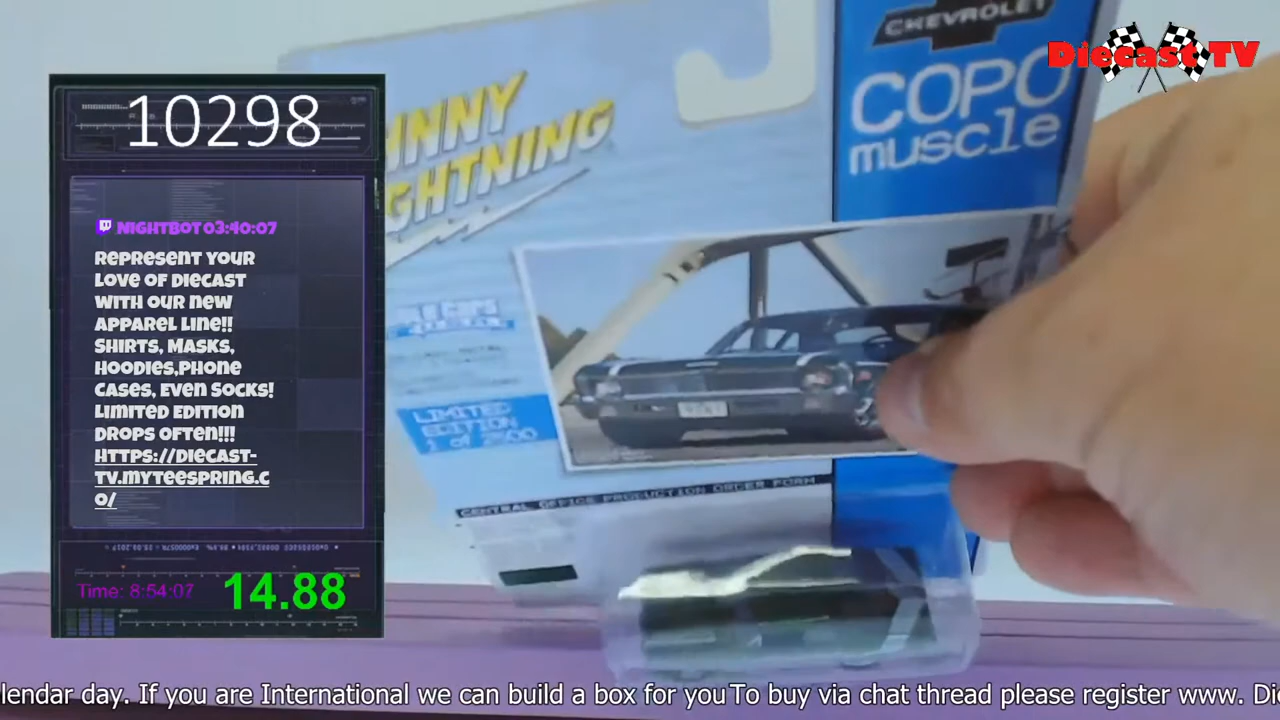 10298
NIGHTBOT 03:40:07
REPRESENT YOUR
LOVE OF DIECAST
WITH OUR NEW
APPAREL LINE!!
SHIRTS, MASKS,
HOODIES,PHONE
CASES, EVEN SOCKS!
LIMITED EDITION
DROPS OFTEN!!!
HTTPS://DIECAST-
TV.MYTEESPRING.C
O/
Time: 8:54:07
14.88
Diecast TV
CHEVROLET
COPO
muscle
NNY
GHTNING
LIMITED
EDITION
1 of 2500
CENTRAL OFFICE PRODUCTION ORDER FORM
lendar day. If you are International we can build a box for you To buy via chat thread please register www. Di